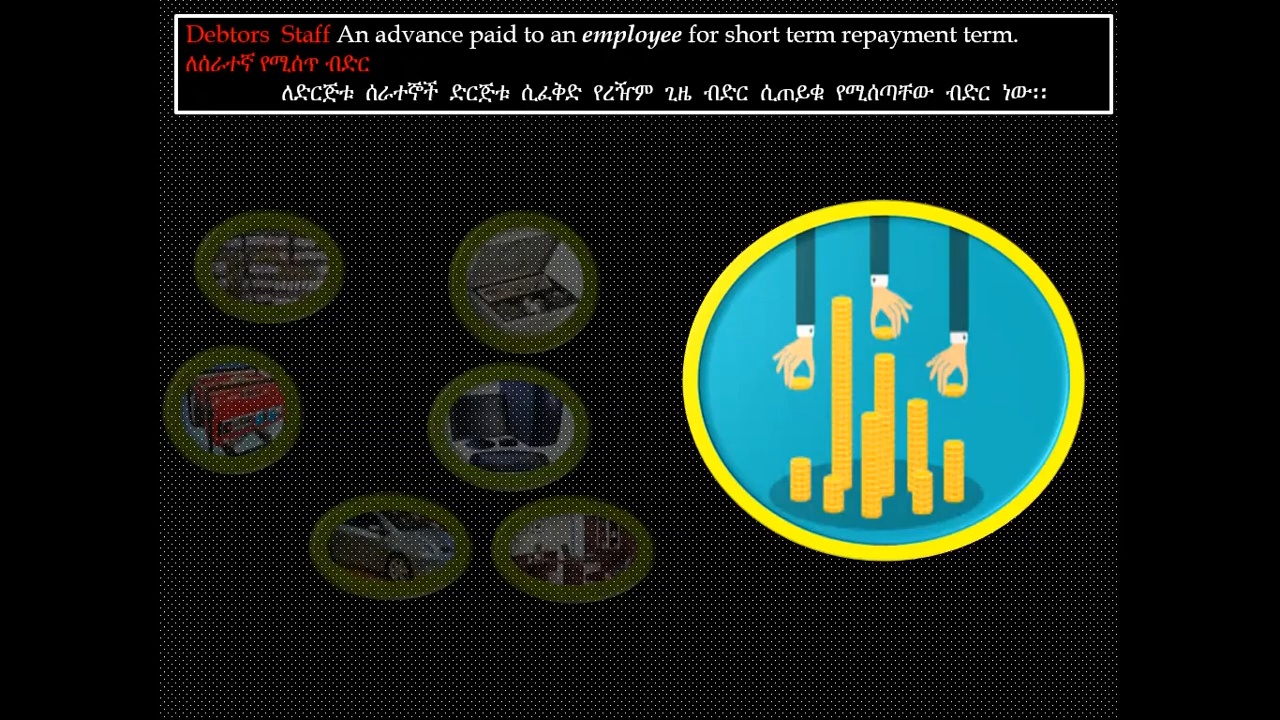 Debtors Staff An advance paid to an employee for short term repayment term.
ለሰራተኛ የሚሰጥ ብድር
ለድርጅቱ ሰራተኞች ድርጅቱ ሲፈቅድ የረዥም ጊዜ ብድር ሲጠይቁ የሚሰጣቸው ብድር ነው፡፡